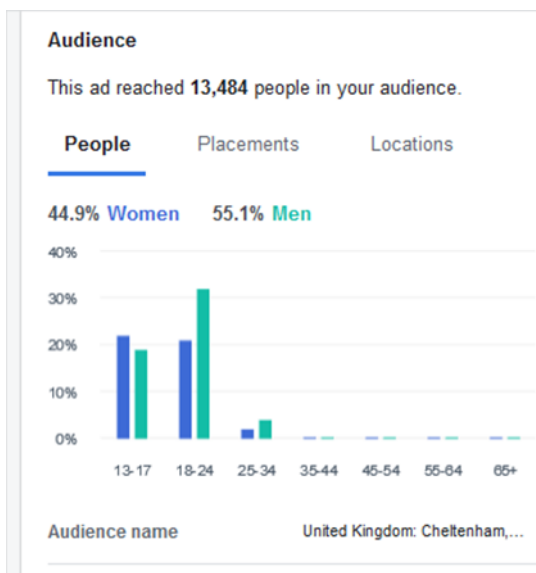 Audience
This ad reached 13,484 people in your audience.
People Placements Locations
44.9% Women 55.1% Men
40%
30%
20%
10%
0%
13-17 18-24 25-34 35-44 45-54 55-64 65+
Audience name United Kingdom: Cheltenham,...